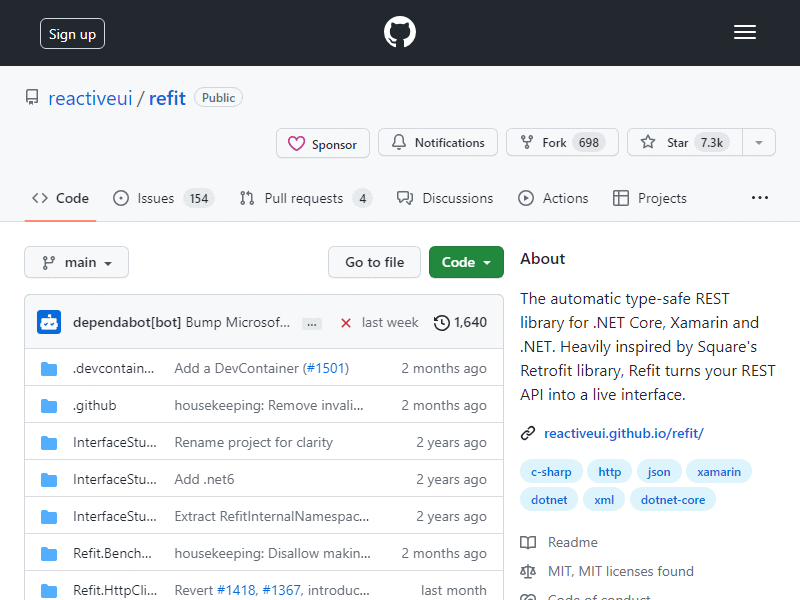 Sign up
reactiveui / refit Public
Sponsor Notifications Fork 698 Star 7.3k
Code Issues 154 Pull requests 4 Discussions Actions Projects ...
main Go to file Code
dependabot[bot] Bump Microsof... ... last week 1,640
.devcontain... Add a DevContainer (#1501) 2 months ago
.github housekeeping: Remove invali... 2 months ago
InterfaceStu... Rename project for clarity 2 years ago
InterfaceStu... Add .net6 2 years ago
InterfaceStu... Extract RefitInternalNamespac... 2 years ago
Refit.Bench... housekeeping: Disallow makin... 2 months ago
Refit.HttpCli... Revert #1418, #1367, introduc... last month
About
The automatic type-safe REST
library for .NET Core, Xamarin and
.NET. Heavily inspired by Square's
Retrofit library, Refit turns your REST
API into a live interface.
reactiveui.github.io/refit/
c-sharp http json xamarin
dotnet xml dotnet-core
Readme
MIT, MIT licenses found
Code of conduct